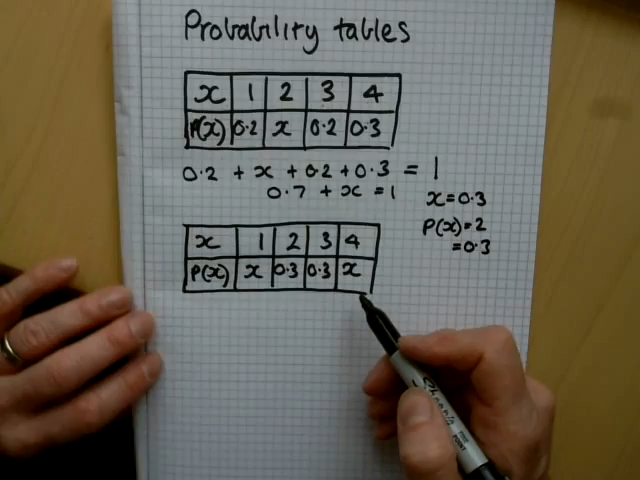 Probability tables
x 1 2 3 4
P(x) 0.2 x 0.2 0.3
0.2 + x + 0.2 + 0.3 = 1
0.7 + x = 1
x = 0.3
P(x) = 2
= 0.3
x 1 2 3 4
P(x) x 0.3 0.3 x
Sharpie